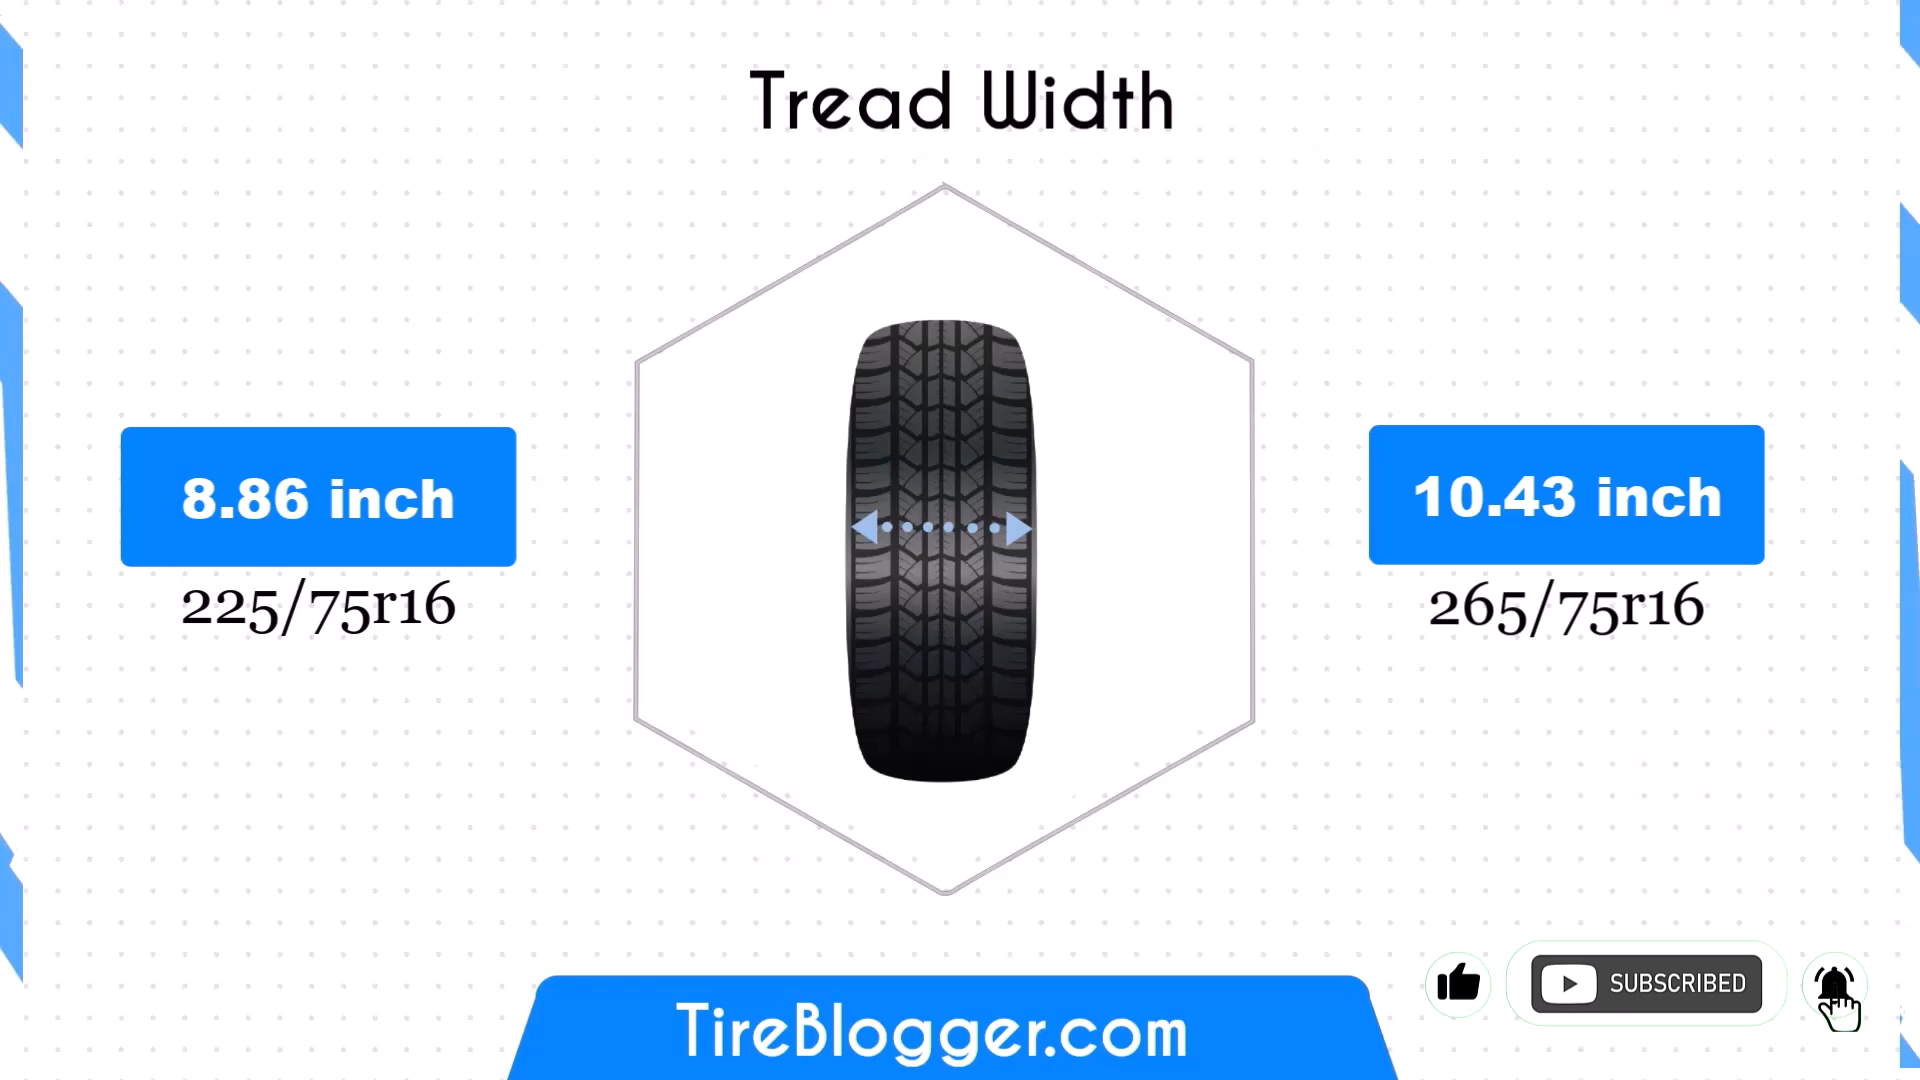 Tread Width
8.86 inch
225/75r16
10.43 inch
265/75r16
TireBlogger.com
SUBSCRIBED